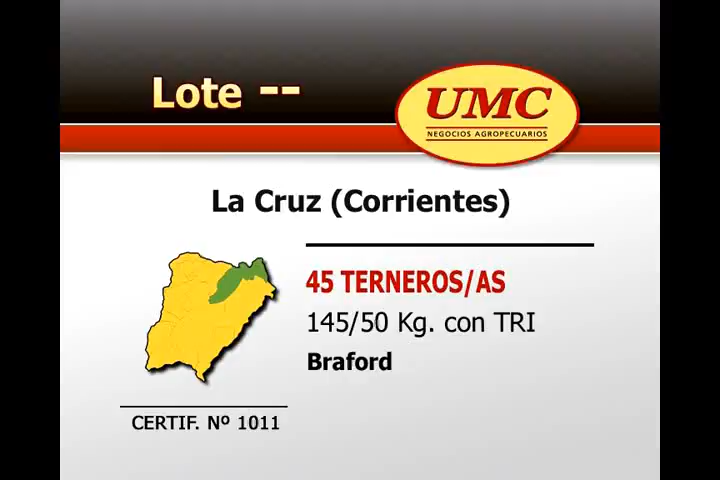 Lote --
UMC
NEGOCIOS AGROPECUARIOS
La Cruz (Corrientes)
45 TERNEROS/AS
145/50 Kg. con TRI
Braford
CERTIF. Nº 1011